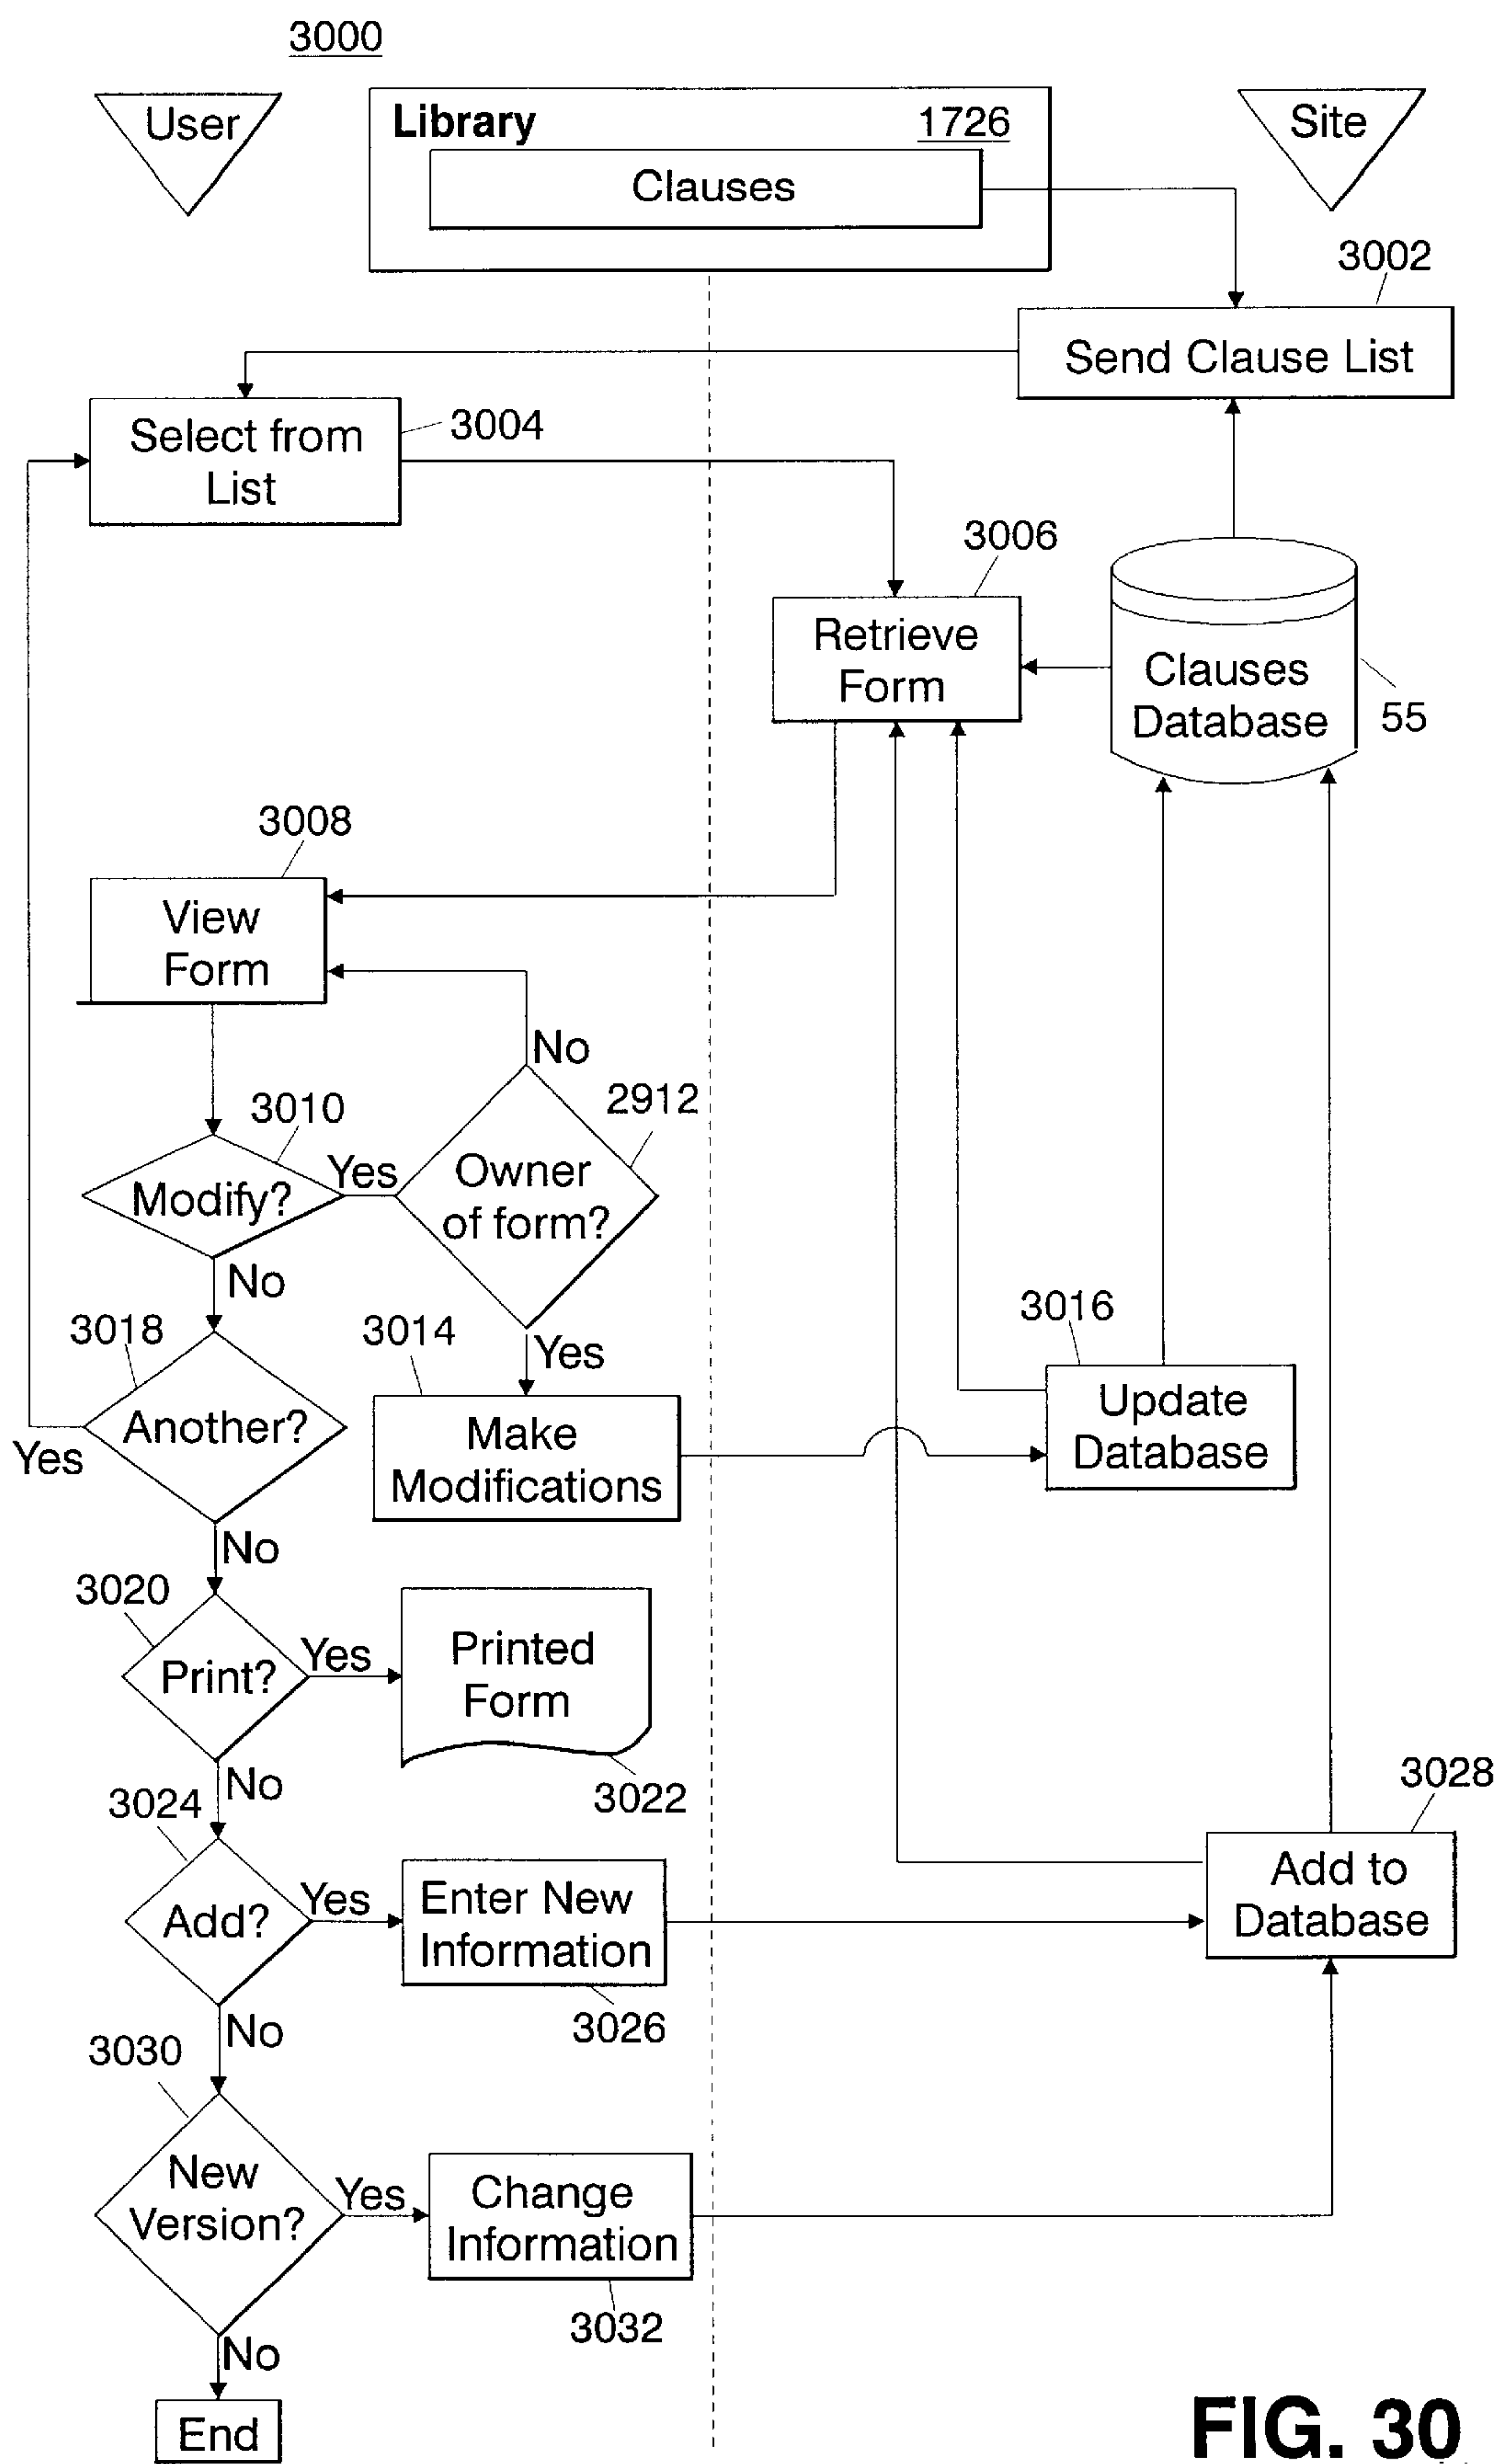 3000
User
Library
1726
Site
Clauses
3002
Send Clause List
Select from
List
3004
3006
Retrieve
Form
Clauses
Database
55
3008
View
Form
No
2912
3010
Yes
Owner
of form?
Modify?
No
3016
3018
3014
Yes
Another?
Yes
Make
Modifications
Update
Database
No
3020
Print?
Yes
Printed
Form
3022
No
3024
3028
Add?
Yes
Enter New
Information
Add to
Database
3026
No
3030
New
Version?
Yes
Change
Information
3032
No
End
FIG. 30